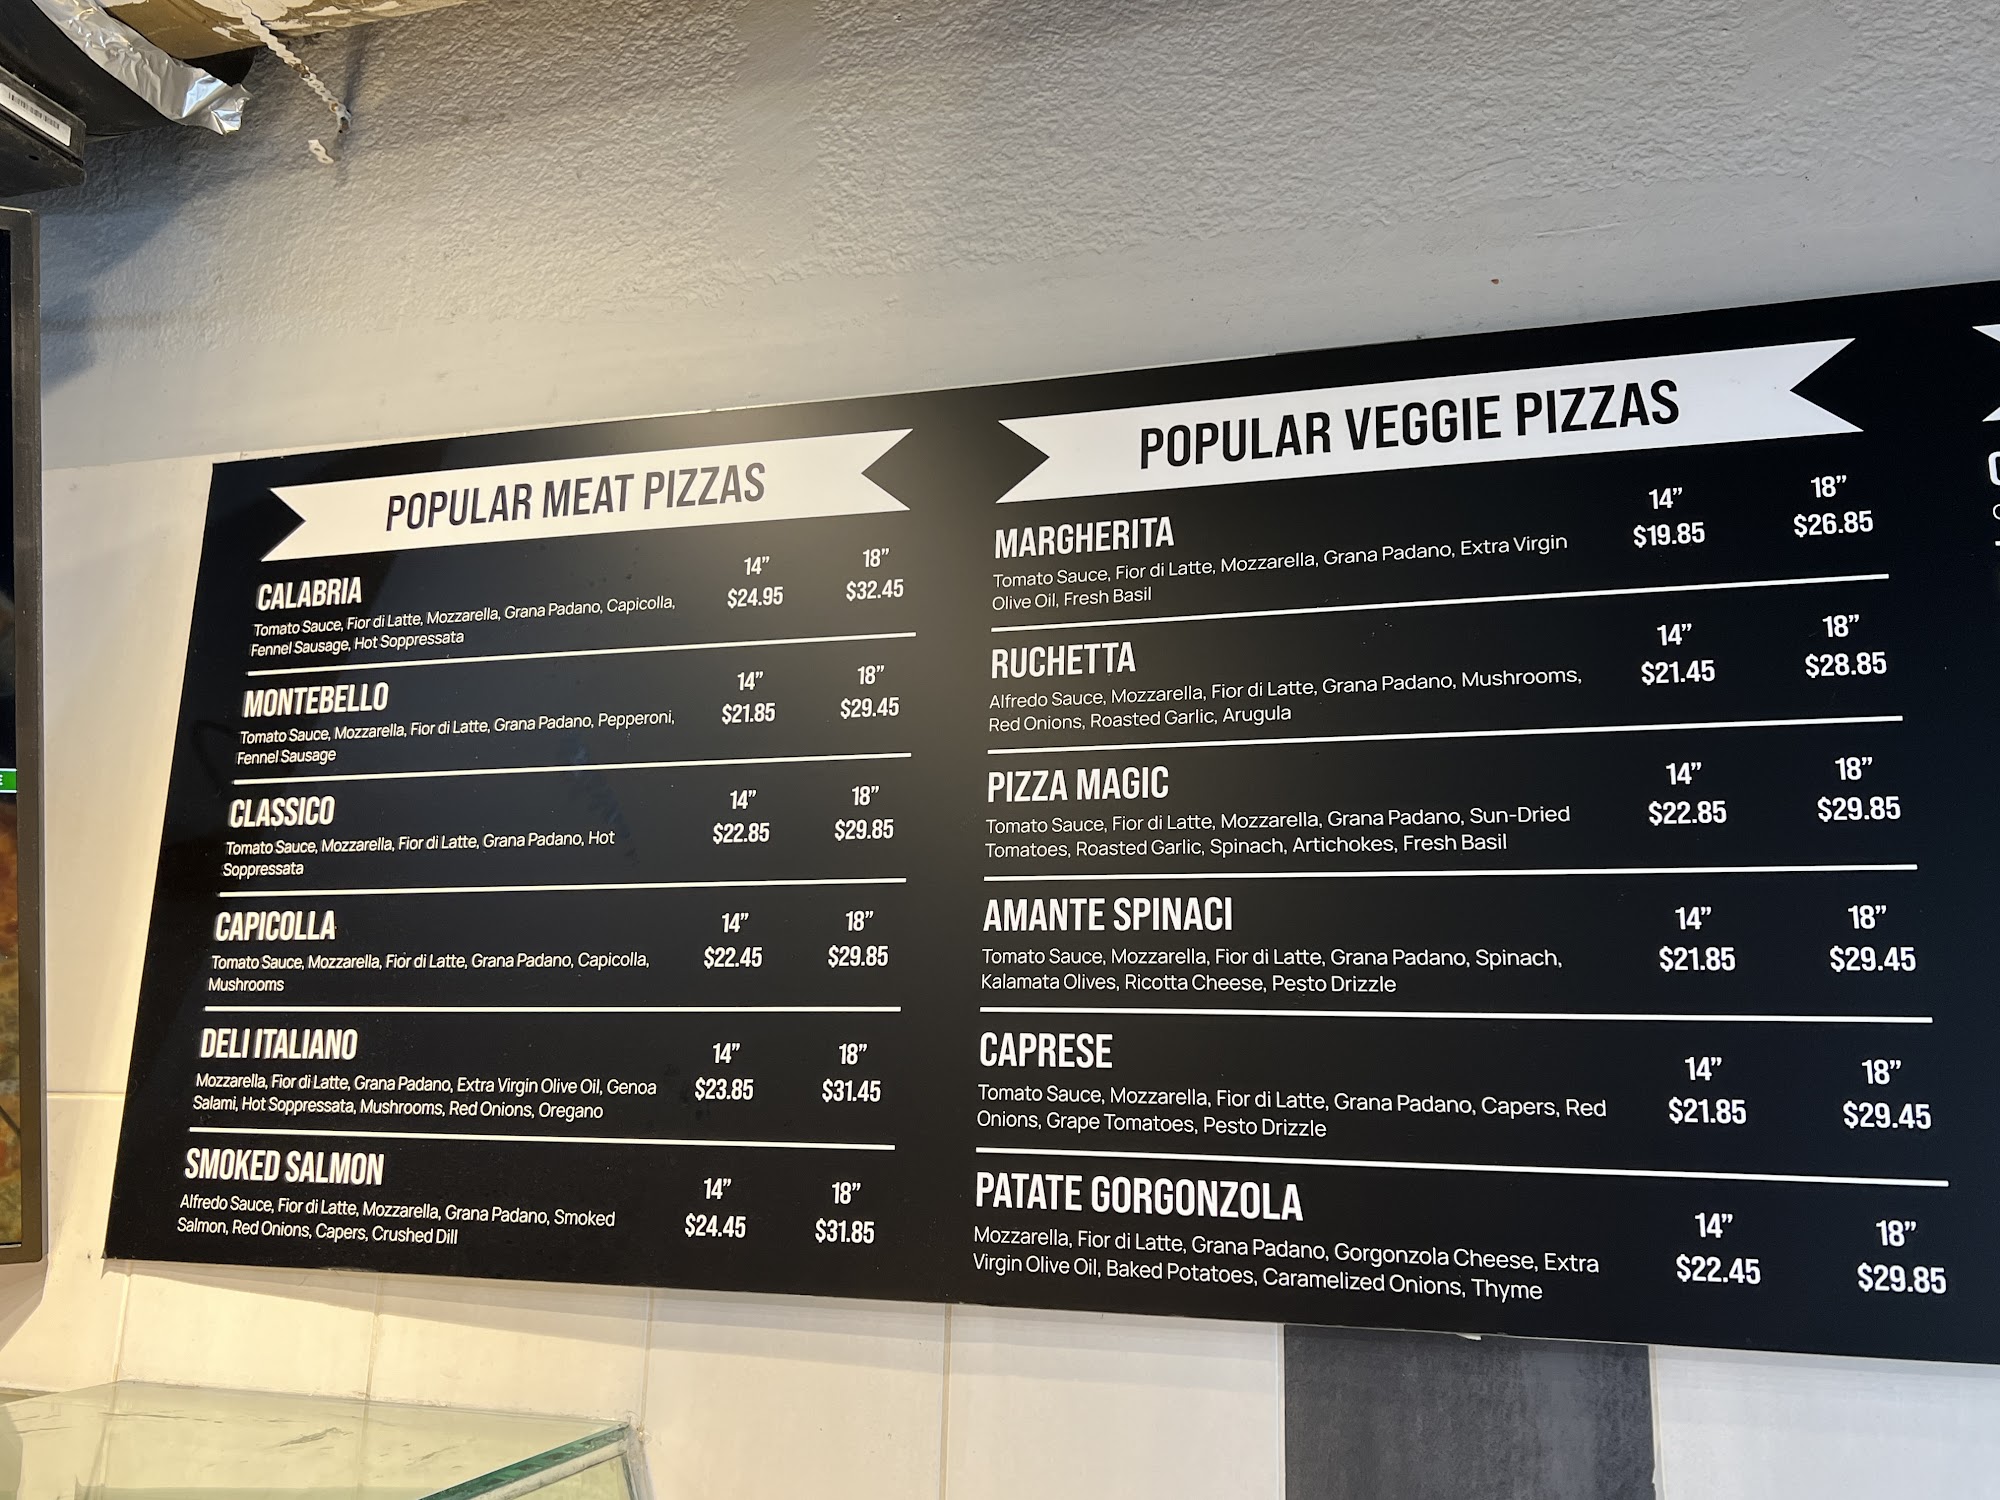 POPULAR MEAT PIZZAS
CALABRIA
14” 18”
$24.95 $32.45
Tomato Sauce, Fior di Latte, Mozzarella, Grana Padano, Capicolla,
Fennel Sausage, Hot Soppressata
MONTEBELLO
14” 18”
$21.85 $29.45
Tomato Sauce, Mozzarella, Fior di Latte, Grana Padano, Pepperoni,
Fennel Sausage
CLASSICO
14” 18”
$22.85 $29.85
Tomato Sauce, Mozzarella, Fior di Latte, Grana Padano, Hot
Soppressata
CAPICOLLA
14” 18”
$22.45 $29.85
Tomato Sauce, Mozzarella, Fior di Latte, Grana Padano, Capicolla,
Mushrooms
DELI ITALIANO
14” 18”
$23.85 $31.45
Mozzarella, Fior di Latte, Grana Padano, Extra Virgin Olive Oil, Genoa
Salami, Hot Soppressata, Mushrooms, Red Onions, Oregano
SMOKED SALMON
14” 18”
$24.45 $31.85
Alfredo Sauce, Fior di Latte, Mozzarella, Grana Padano, Smoked
Salmon, Red Onions, Capers, Crushed Dill
POPULAR VEGGIE PIZZAS
MARGHERITA
14” 18”
$19.85 $26.85
Tomato Sauce, Fior di Latte, Mozzarella, Grana Padano, Extra Virgin
Olive Oil, Fresh Basil
RUCHETTA
14” 18”
$21.45 $28.85
Alfredo Sauce, Mozzarella, Fior di Latte, Grana Padano, Mushrooms,
Red Onions, Roasted Garlic, Arugula
PIZZA MAGIC
14” 18”
$22.85 $29.85
Tomato Sauce, Fior di Latte, Mozzarella, Grana Padano, Sun-Dried
Tomatoes, Roasted Garlic, Spinach, Artichokes, Fresh Basil
AMANTE SPINACI
14” 18”
$21.85 $29.45
Tomato Sauce, Mozzarella, Fior di Latte, Grana Padano, Spinach,
Kalamata Olives, Ricotta Cheese, Pesto Drizzle
CAPRESE
14” 18”
$21.85 $29.45
Tomato Sauce, Mozzarella, Fior di Latte, Grana Padano, Capers, Red
Onions, Grape Tomatoes, Pesto Drizzle
PATATE GORGONZOLA
14” 18”
$22.45 $29.85
Mozzarella, Fior di Latte, Grana Padano, Gorgonzola Cheese, Extra
Virgin Olive Oil, Baked Potatoes, Caramelized Onions, Thyme